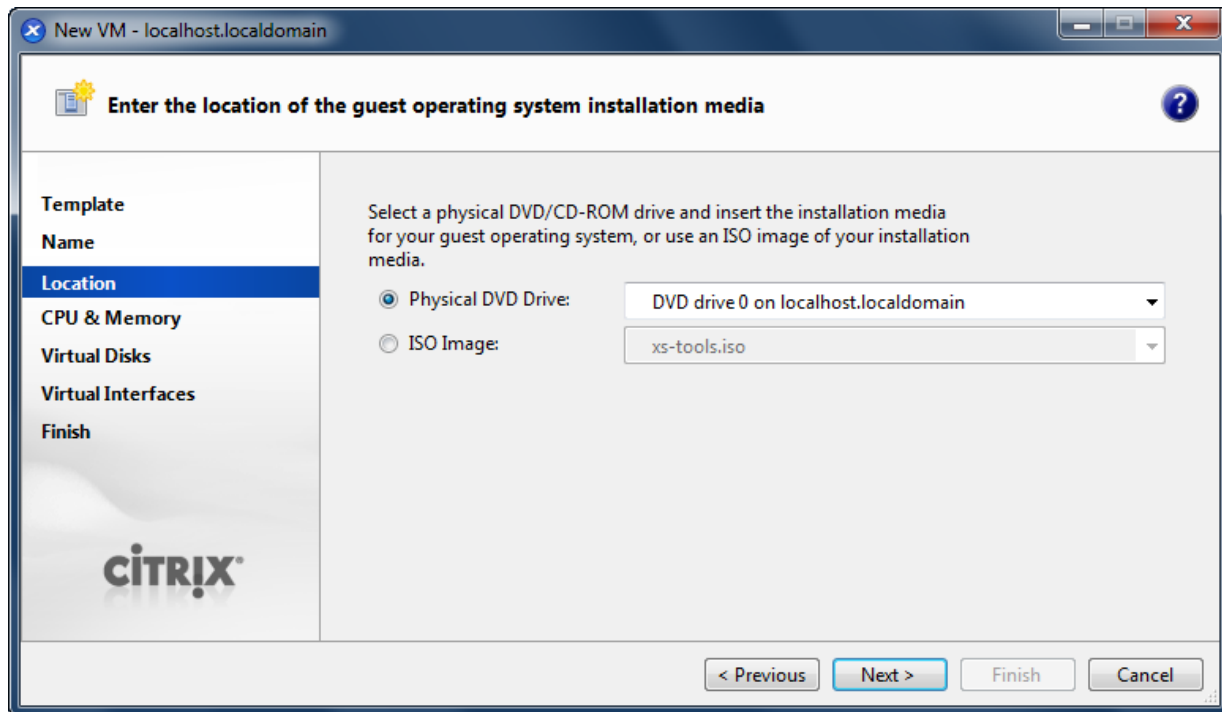 New VM - localhost.localdomain
Enter the location of the guest operating system installation media
?
Template
Name
Location
CPU & Memory
Virtual Disks
Virtual Interfaces
Finish
CITRIX
Select a physical DVD/CD-ROM drive and insert the installation media
for your guest operating system, or use an ISO image of your installation
media.
Physical DVD Drive: DVD drive 0 on localhost.localdomain
ISO Image: xs-tools.iso
< Previous Next > Finish Cancel